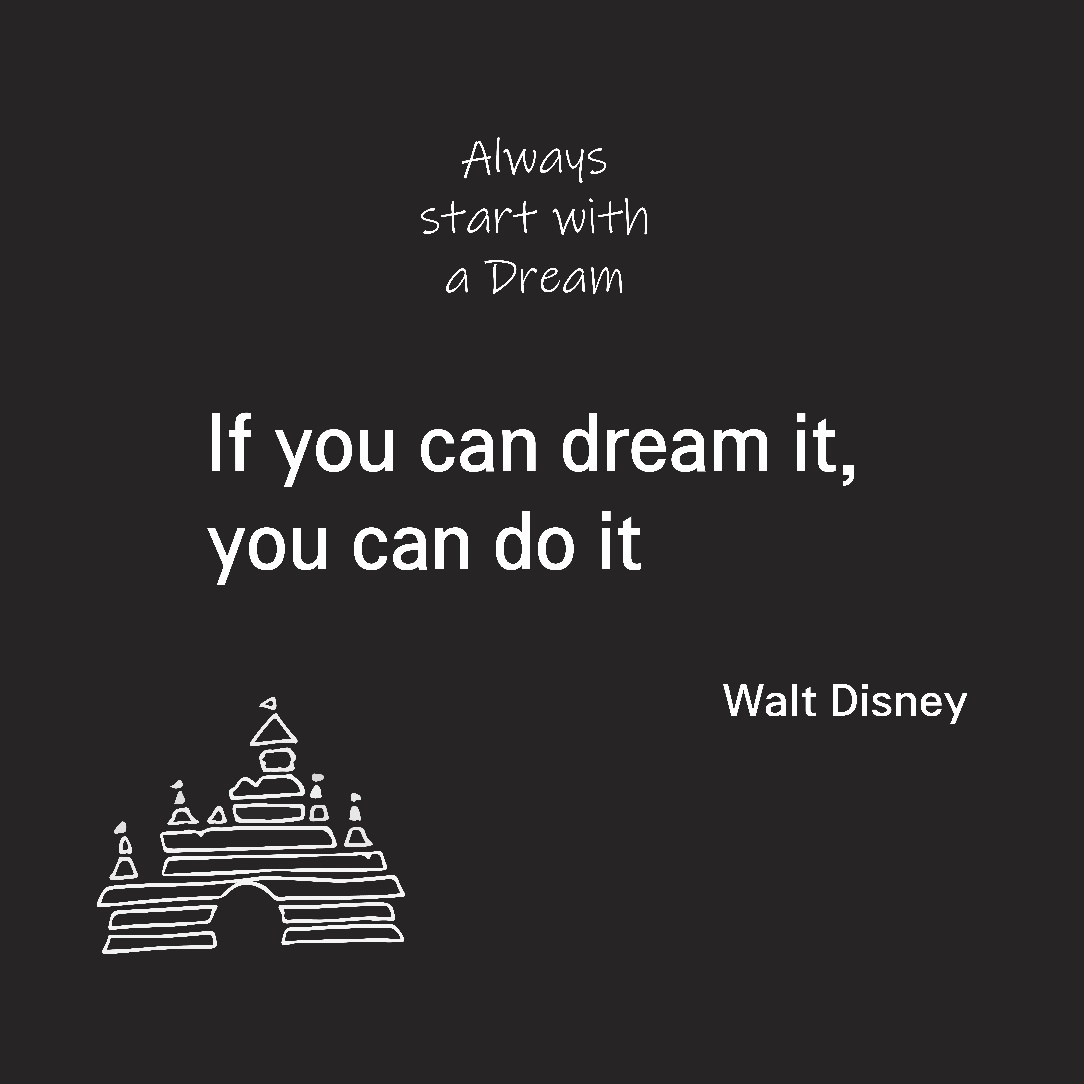 Always
start with
a Dream
If you can dream it,
you can do it
Walt Disney